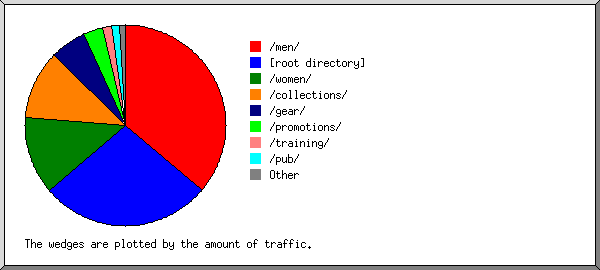 /men/
[root directory]
/women/
/collections/
/gear/
/promotions/
/training/
/pub/
Other
The wedges are plotted by the amount of traffic.